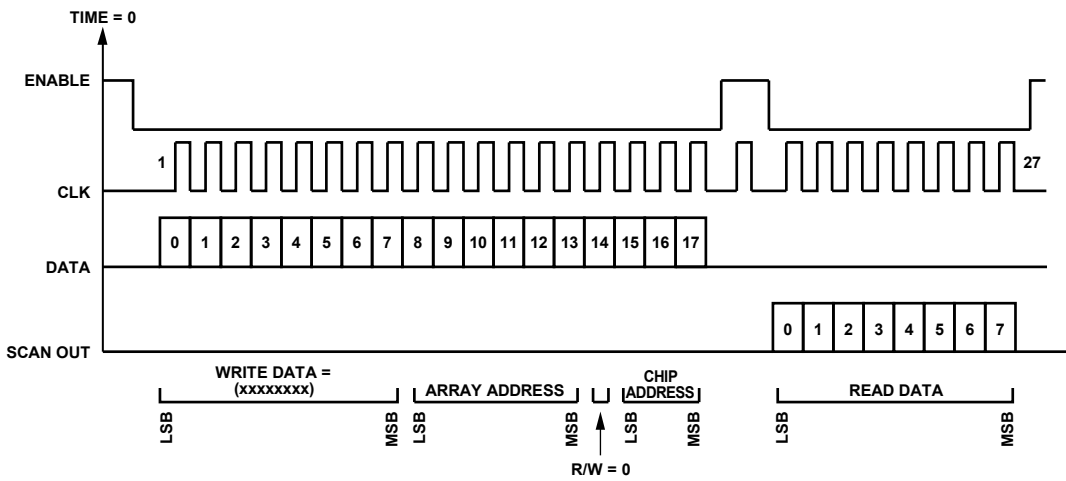 TIME = 0
ENABLE
1
27
CLK
0 1 2 3 4 5 6 7 8 9 10 11 12 13 14 15 16 17
DATA
0 1 2 3 4 5 6 7
SCAN OUT
WRITE DATA =
(xxxxxxxx)
ARRAY ADDRESS
CHIP
ADDRESS
READ DATA
LSB
MSB
LSB
MSB
LSB
MSB
LSB
MSB
R/W = 0